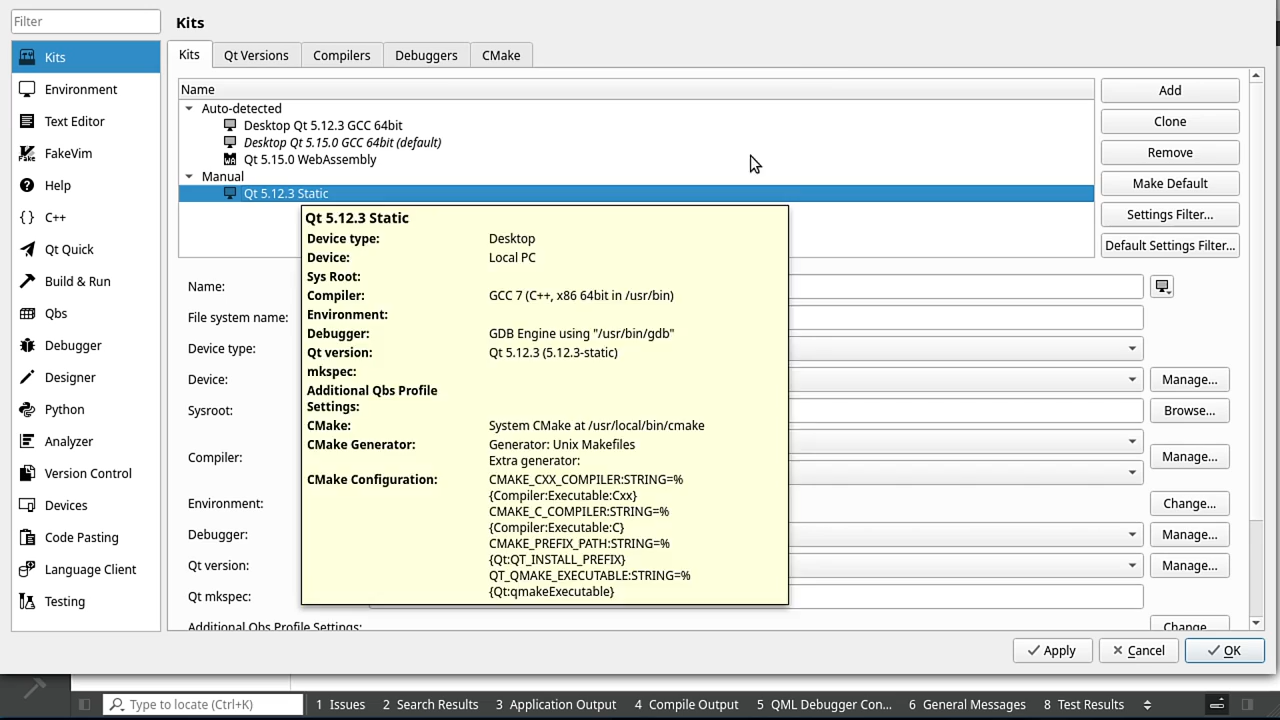 Filter
Kits
Environment
Text Editor
FakeVim
Help
C++
Qt Quick
Build & Run
Qbs
Debugger
Designer
Python
Analyzer
Version Control
Devices
Code Pasting
Language Client
Testing
Kits
Kits
Qt Versions
Compilers
Debuggers
CMake
Name
Auto-detected
Desktop Qt 5.12.3 GCC 64bit
Desktop Qt 5.15.0 GCC 64bit (default)
Qt 5.15.0 WebAssembly
Manual
Qt 5.12.3 Static
Add
Clone
Remove
Make Default
Settings Filter...
Default Settings Filter...
Qt 5.12.3 Static
Device type: Desktop
Device: Local PC
Sys Root:
Compiler: GCC 7 (C++, x86 64bit in /usr/bin)
Environment:
Debugger: GDB Engine using "/usr/bin/gdb"
Qt version: Qt 5.12.3 (5.12.3-static)
mkspec:
Additional Qbs Profile
Settings:
CMake: System CMake at /usr/local/bin/cmake
CMake Generator: Generator: Unix Makefiles
Extra generator:
CMake Configuration: CMAKE_CXX_COMPILER:STRING=%
{Compiler:Executable:Cxx}
CMAKE_C_COMPILER:STRING=%
{Compiler:Executable:C}
CMAKE_PREFIX_PATH:STRING=%
{Qt:QT_INSTALL_PREFIX}
QT_QMAKE_EXECUTABLE:STRING=%
{Qt:qmakeExecutable}
Name:
File system name:
Device type:
Device: Manage...
Sysroot: Browse...
Compiler: Manage...
Environment: Change...
Debugger: Manage...
Qt version: Manage...
Qt mkspec:
Additional Qbs Profile Settings: Change...
Apply
Cancel
OK
Type to locate (Ctrl+K)
1 Issues
2 Search Results
3 Application Output
4 Compile Output
5 QML Debugger Con...
6 General Messages
8 Test Results